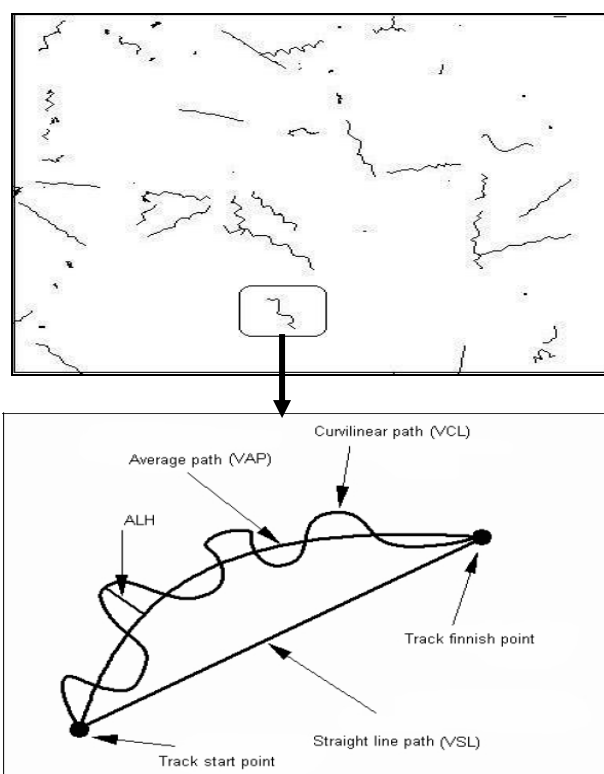 Curvilinear path (VCL)
Average path (VAP)
ALH
Track finnish point
Straight line path (VSL)
Track start point